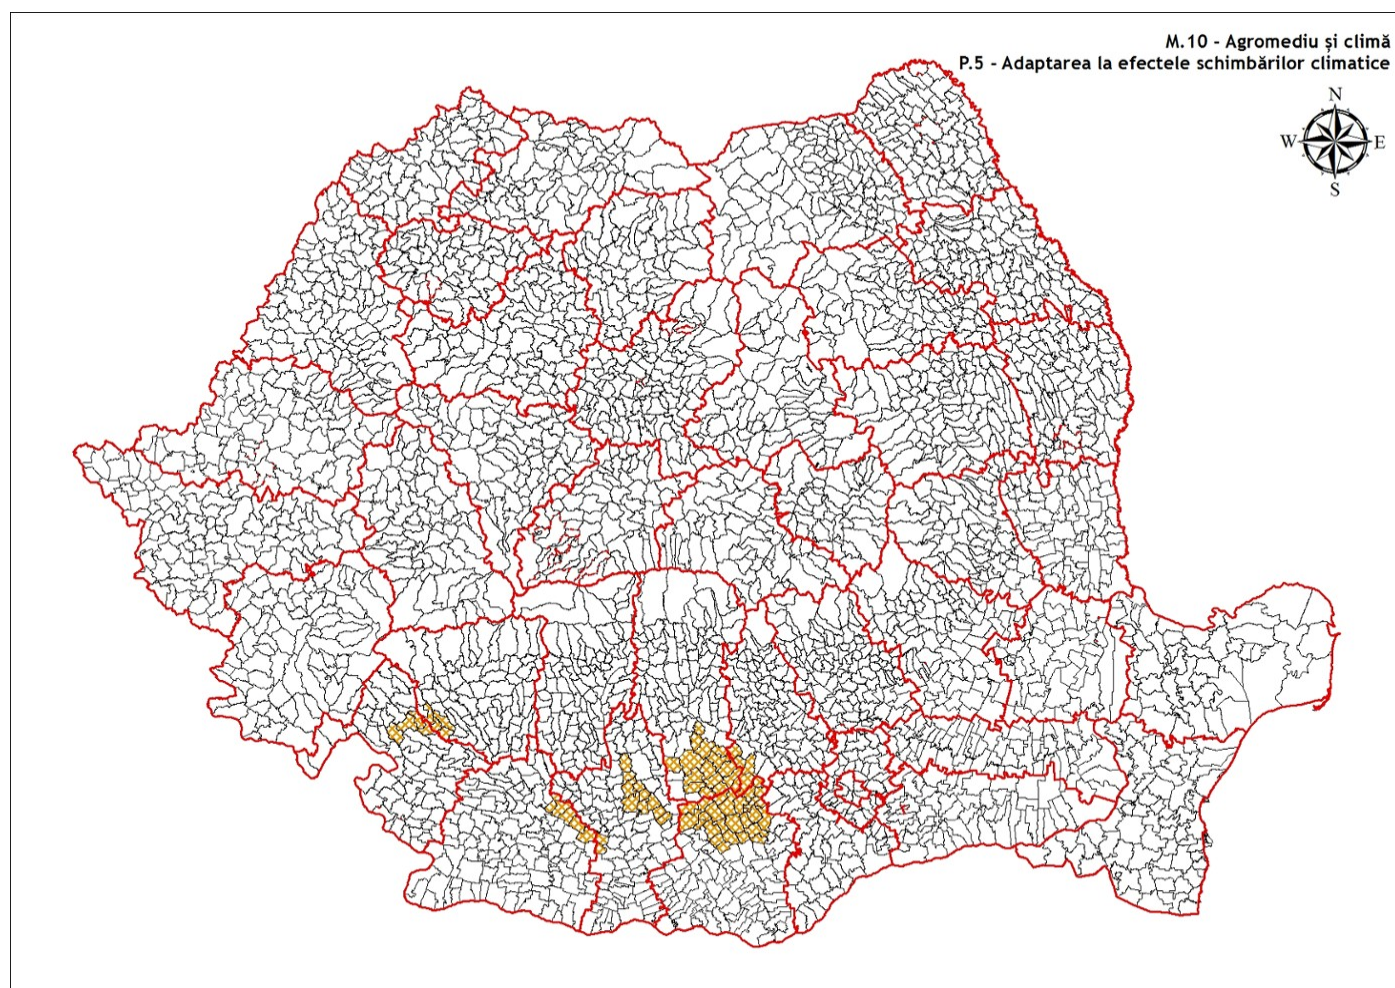 M.10 - Agromediu și climă
P.5 - Adaptarea la efectele schimbărilor climatice
N
W E
S